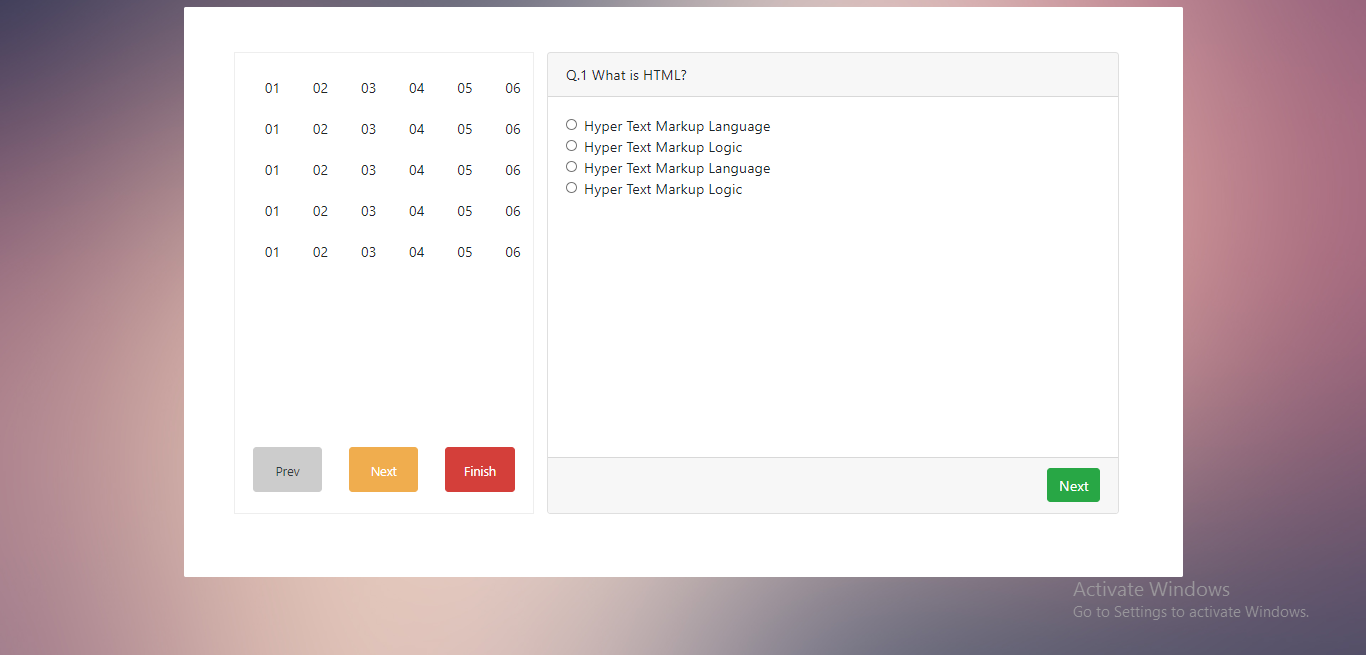 01 02 03 04 05 06
01 02 03 04 05 06
01 02 03 04 05 06
01 02 03 04 05 06
01 02 03 04 05 06
Prev Next Finish
Q.1 What is HTML?
Hyper Text Markup Language
Hyper Text Markup Logic
Hyper Text Markup Language
Hyper Text Markup Logic
Next
Activate Windows
Go to Settings to activate Windows.